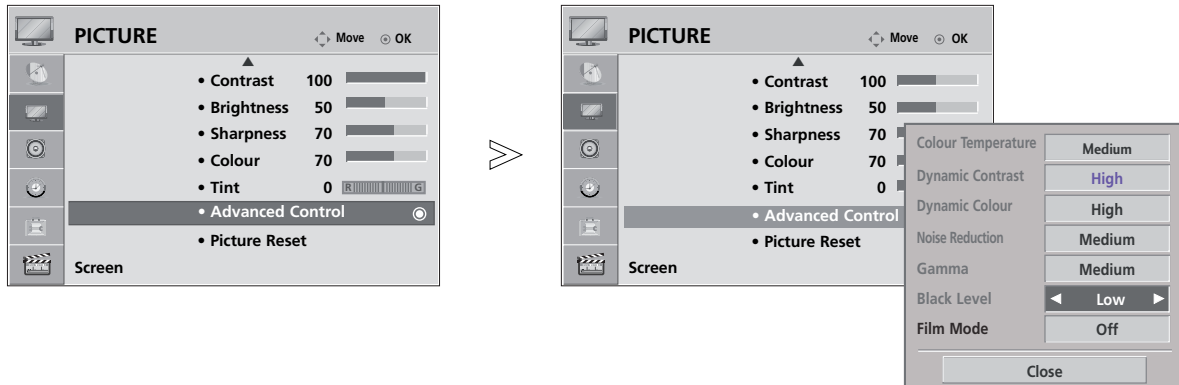 PICTURE
Move OK
• Contrast 100
• Brightness 50
• Sharpness 70
• Colour 70
• Tint 0 R G
• Advanced Control
• Picture Reset
Screen
PICTURE
Move OK
• Contrast 100
• Brightness 50
• Sharpness 70
• Colour 70
• Tint 0
• Advanced Control
• Picture Reset
Screen
Colour Temperature Medium
Dynamic Contrast High
Dynamic Colour High
Noise Reduction Medium
Gamma Medium
Black Level Low
Film Mode Off
Close